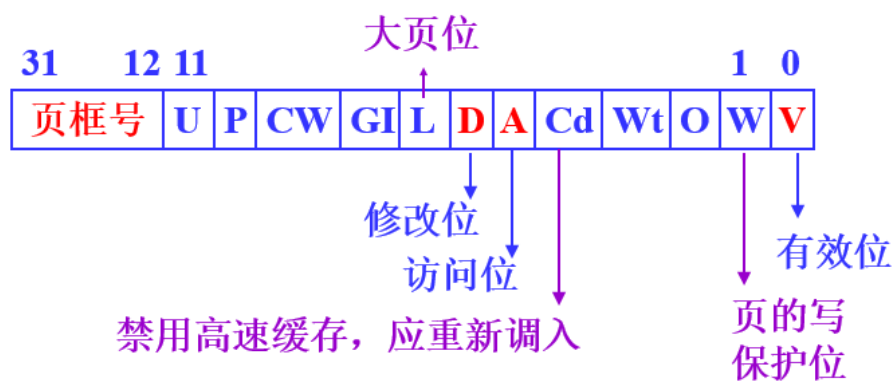 大页位
31 12 11 1 0
页框号 U P CW GI L D A Cd Wt O W V
修改位
访问位
有效位
禁用高速缓存，应重新调入
页的写
保护位